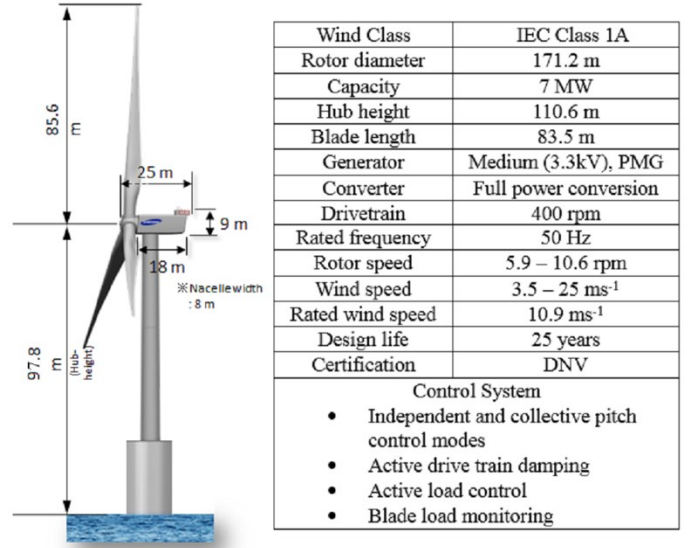 85.6
m
25 m
9 m
18 m
※Nacelle width
: 8 m
97.8
m
(Hub-
height)
Wind Class IEC Class 1A
Rotor diameter 171.2 m
Capacity 7 MW
Hub height 110.6 m
Blade length 83.5 m
Generator Medium (3.3kV), PMG
Converter Full power conversion
Drivetrain 400 rpm
Rated frequency 50 Hz
Rotor speed 5.9 – 10.6 rpm
Wind speed 3.5 – 25 ms⁻¹
Rated wind speed 10.9 ms⁻¹
Design life 25 years
Certification DNV
Control System
• Independent and collective pitch
control modes
• Active drive train damping
• Active load control
• Blade load monitoring